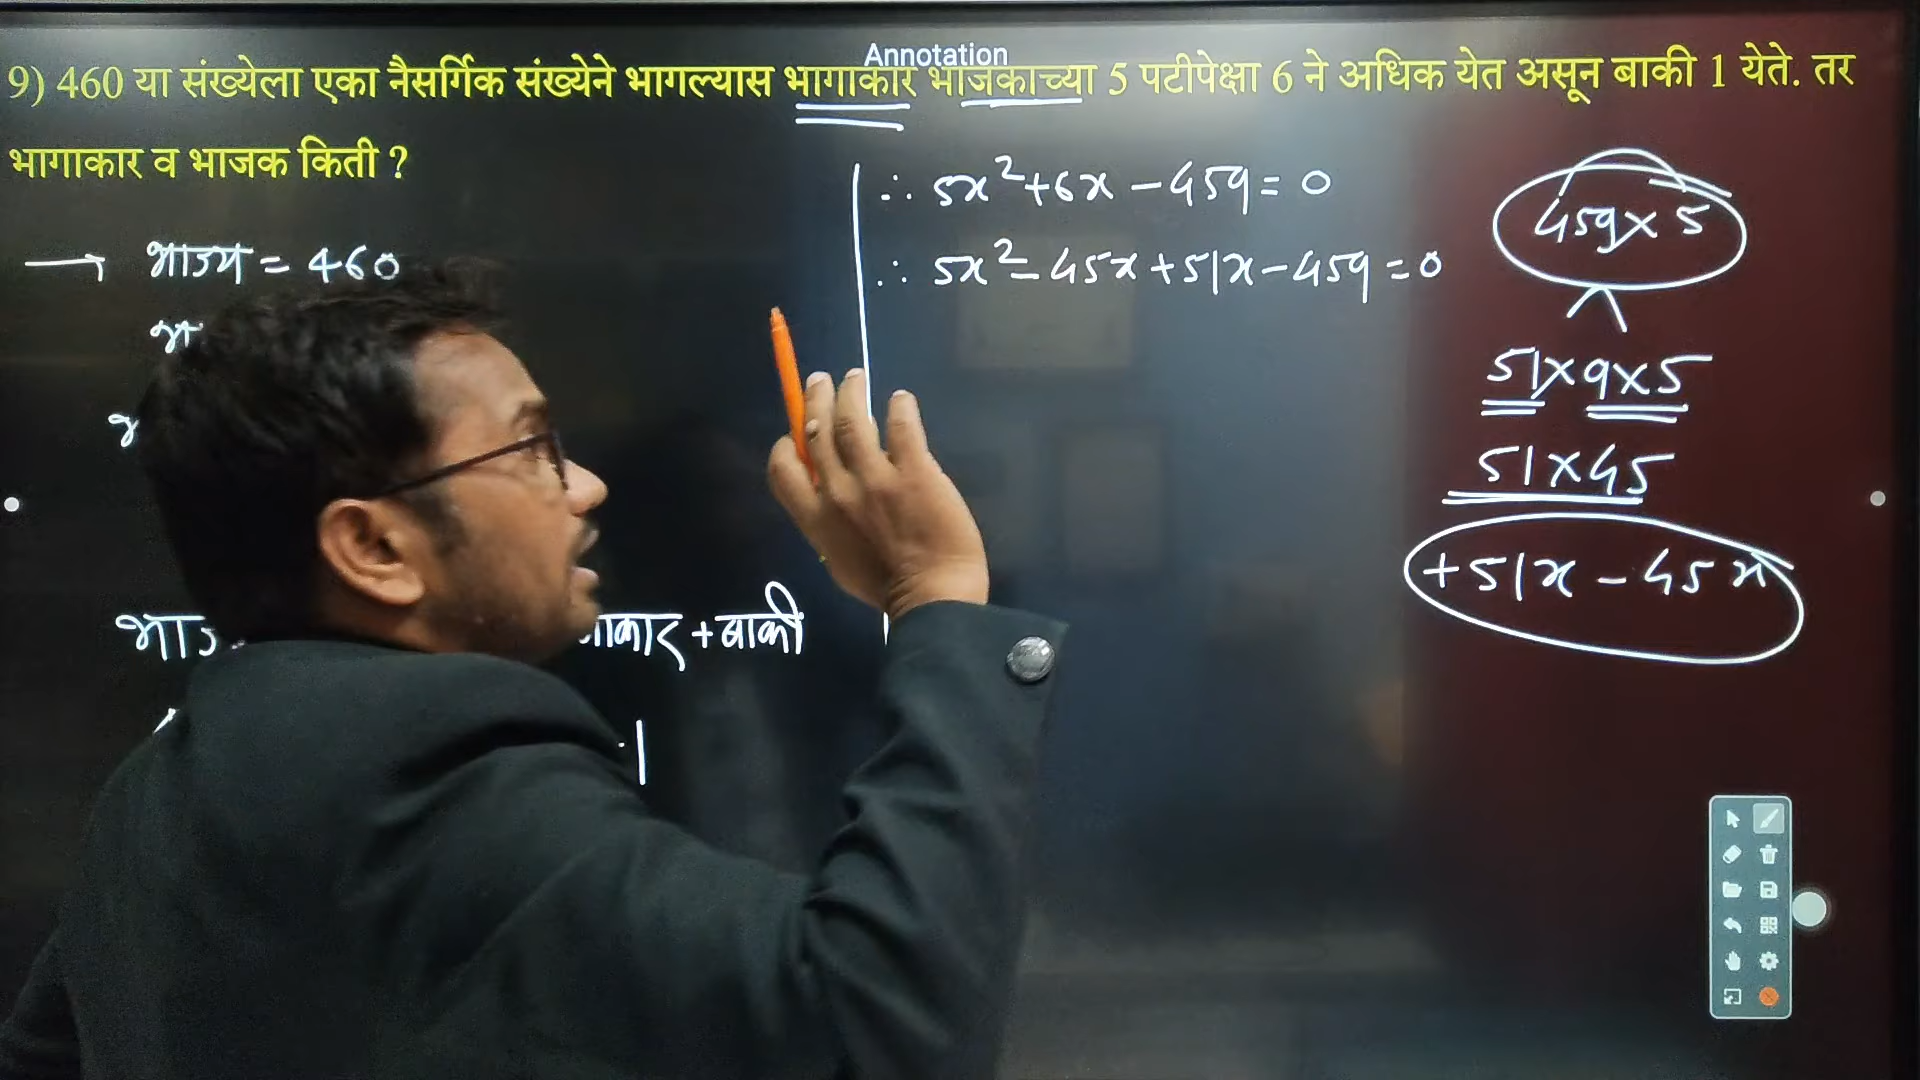 Annotation
9) 460 या संख्येला एका नैसर्गिक संख्येने भागल्यास भागाकार भाजकाच्या 5 पटीपेक्षा 6 ने अधिक येत असून बाकी 1 येते. तर
भागाकार व भाजक किती ?
→ भाज्य = 460
+ बाकी
∴ 5x²+6x-459=0
∴ 5x²-45x+51x-459=0
459×5
51×9×5
51×45
+51x-45x